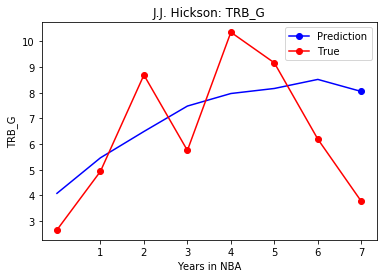 J.J. Hickson: TRB_G
Prediction
True
TRB_G
10
9
8
7
6
5
4
3
1 2 3 4 5 6 7
Years in NBA